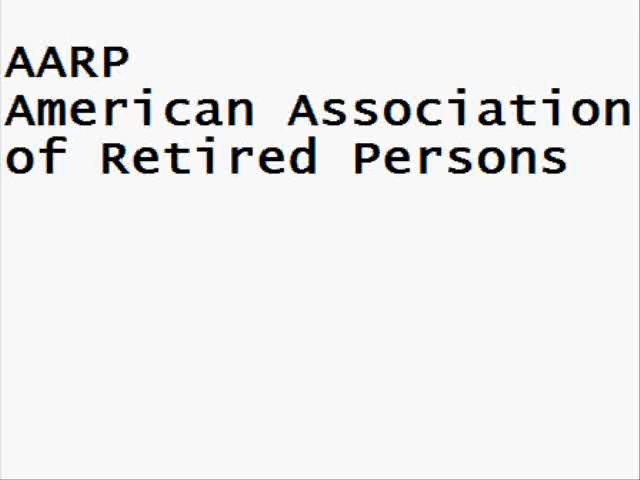 AARP
American Association
of Retired Persons